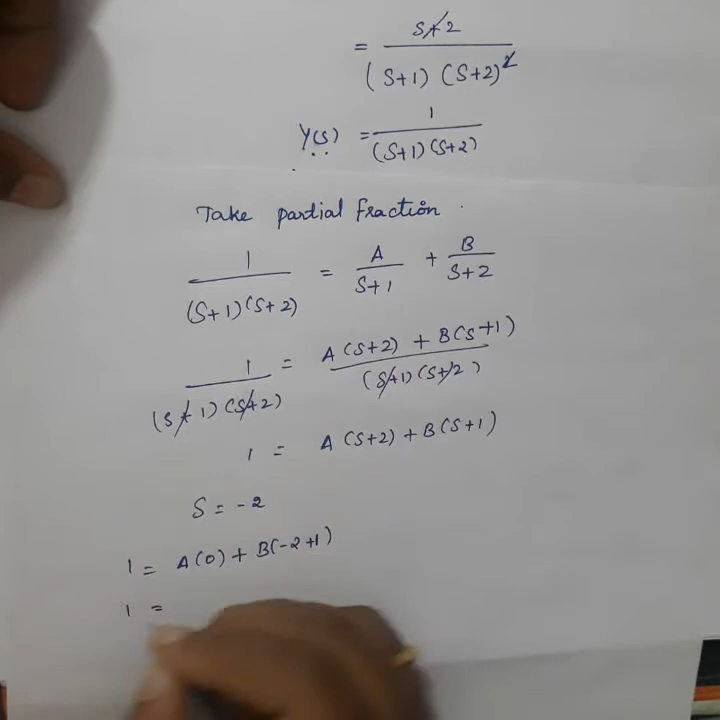 = S+2 / (S+1) (S+2)²
Y(s) = 1 / (S+1)(S+2)
Take partial fraction.
1 / (S+1)(S+2) = A / S+1 + B / S+2
1 / (S+1)(S+2) = A(S+2) + B(S+1) / (S+1)(S+2)
1 = A(S+2) + B(S+1)
S = -2
1 = A(0) + B(-2+1)
1 =